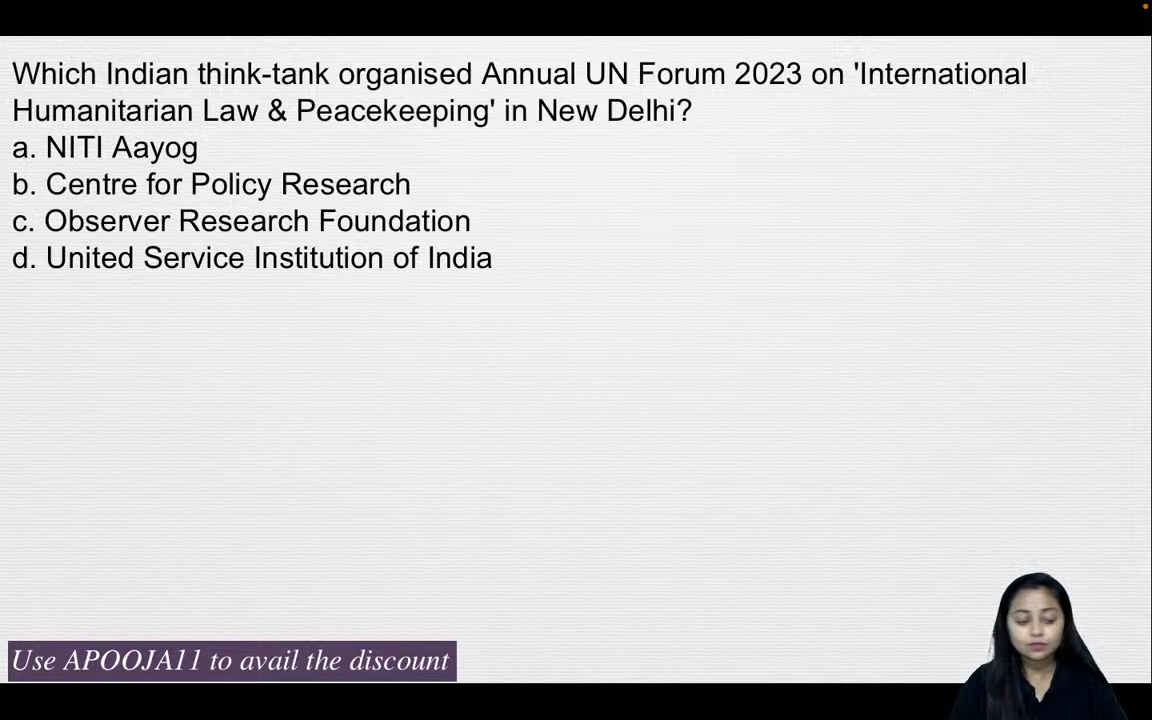 Which Indian think-tank organised Annual UN Forum 2023 on 'International
Humanitarian Law & Peacekeeping' in New Delhi?
a. NITI Aayog
b. Centre for Policy Research
c. Observer Research Foundation
d. United Service Institution of India
Use APOOJA11 to avail the discount